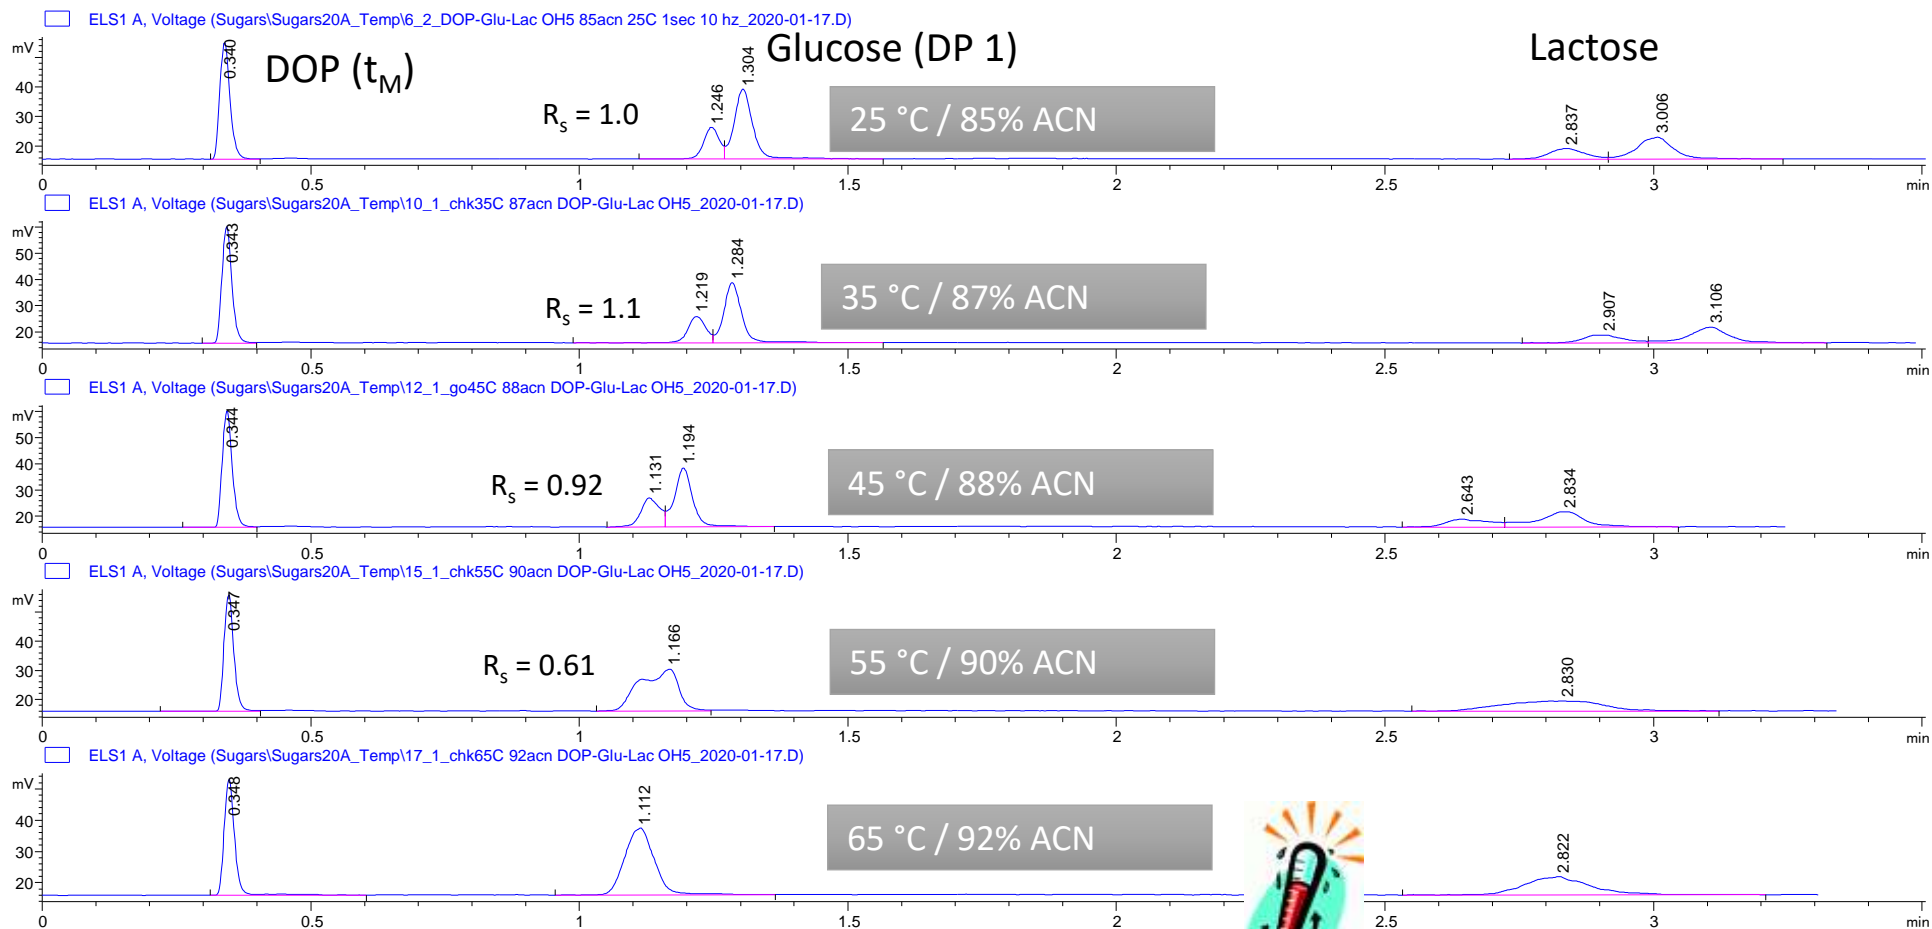 ELS1 A, Voltage (Sugars\Sugars20A_Temp\6_2_DOP-Glu-Lac OH5 85acn 25C 1sec 10 hz_2020-01-17.D)
mV
40
30
20
0.340
DOP (tM)
Rs = 1.0
1.246
1.304
Glucose (DP 1)
25 °C / 85% ACN
Lactose
2.837
3.006
0 0.5 1 1.5 2 2.5 3 min
ELS1 A, Voltage (Sugars\Sugars20A_Temp\10_1_chk35C 87acn DOP-Glu-Lac OH5_2020-01-17.D)
mV
50
40
30
20
0.343
Rs = 1.1
1.219
1.284
35 °C / 87% ACN
2.907
3.106
0 0.5 1 1.5 2 2.5 3 min
ELS1 A, Voltage (Sugars\Sugars20A_Temp\12_1_go45C 88acn DOP-Glu-Lac OH5_2020-01-17.D)
mV
50
40
30
20
0.344
Rs = 0.92
1.131
1.194
45 °C / 88% ACN
2.643
2.834
0 0.5 1 1.5 2 2.5 3 min
ELS1 A, Voltage (Sugars\Sugars20A_Temp\15_1_chk55C 90acn DOP-Glu-Lac OH5_2020-01-17.D)
mV
40
30
20
0.347
Rs = 0.61
1.166
55 °C / 90% ACN
2.830
0 0.5 1 1.5 2 2.5 3 min
ELS1 A, Voltage (Sugars\Sugars20A_Temp\17_1_chk65C 92acn DOP-Glu-Lac OH5_2020-01-17.D)
mV
40
30
20
0.348
1.112
65 °C / 92% ACN
2.822
0 0.5 1 1.5 2 2.5 3 min